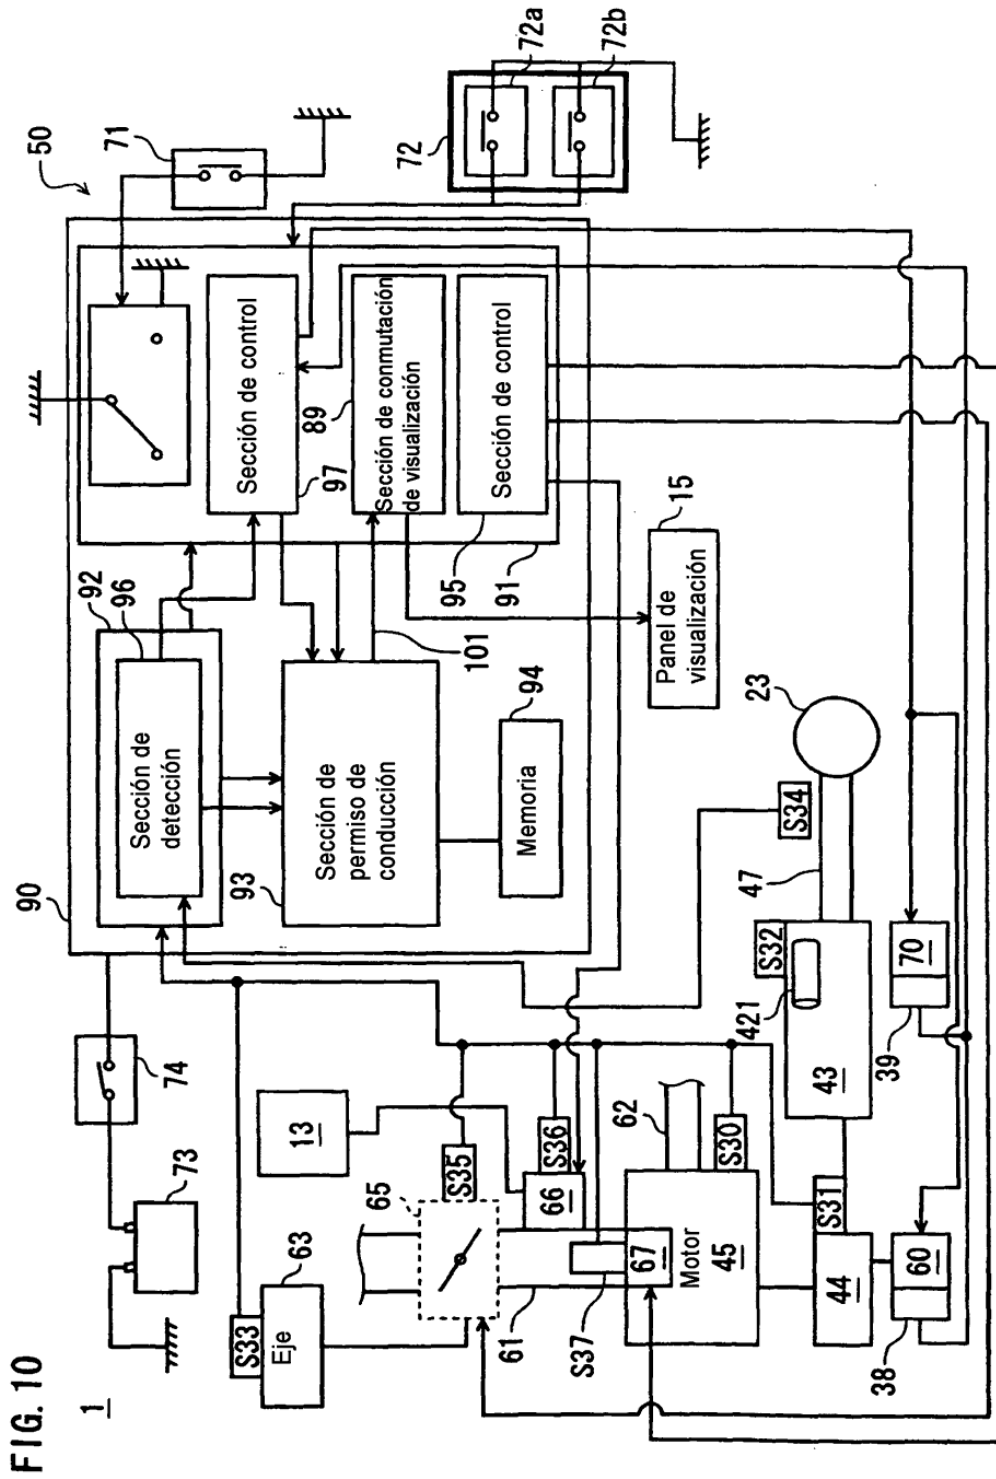 FIG. 10
1
50
71
72
72a
72b
90
92
96
Sección de
detección
93
Sección de
permiso de
conducción
94
Memoria
101
Sección de control
97
89
Sección de conmutación
de visualización
95
Sección de control
91
15
Panel de
visualización
74
73
13
63
S33
Eje
65
S35
S36
66
61
S37
67
62
Motor
45
S30
S31
44
60
38
S32
421
43
47
S34
23
70
39